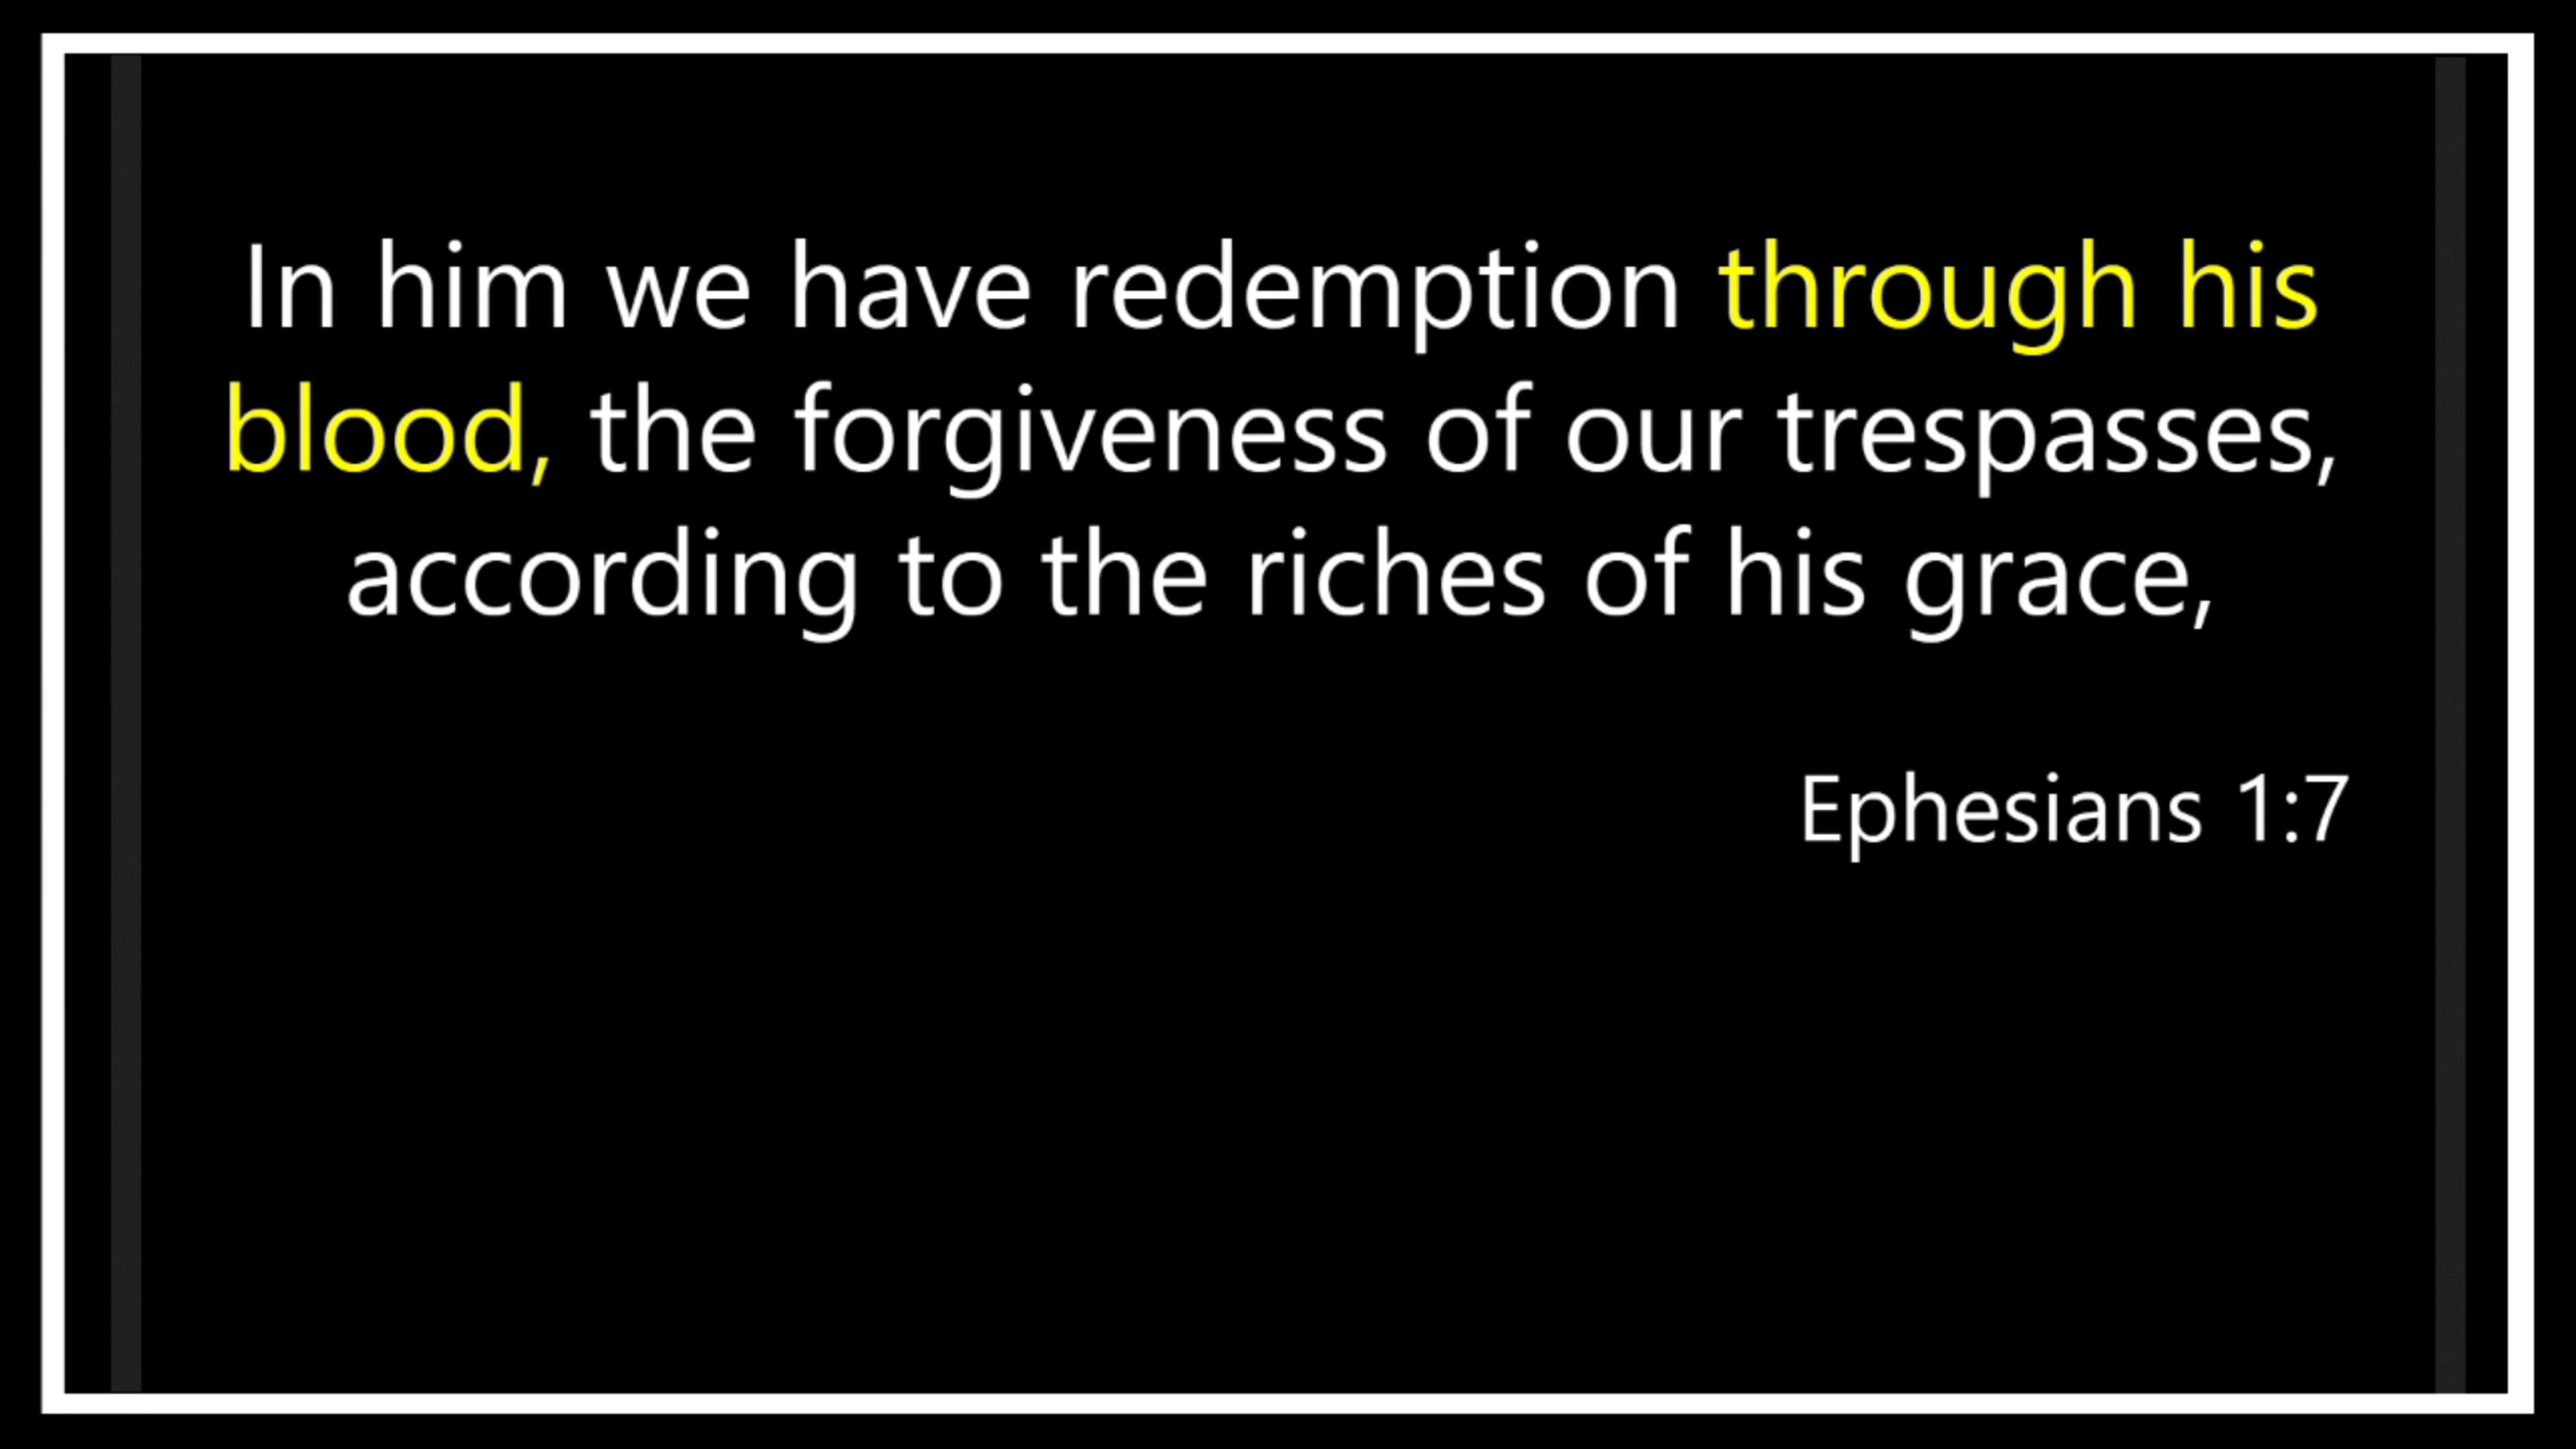 In him we have redemption through his
blood, the forgiveness of our trespasses,
according to the riches of his grace,
Ephesians 1:7